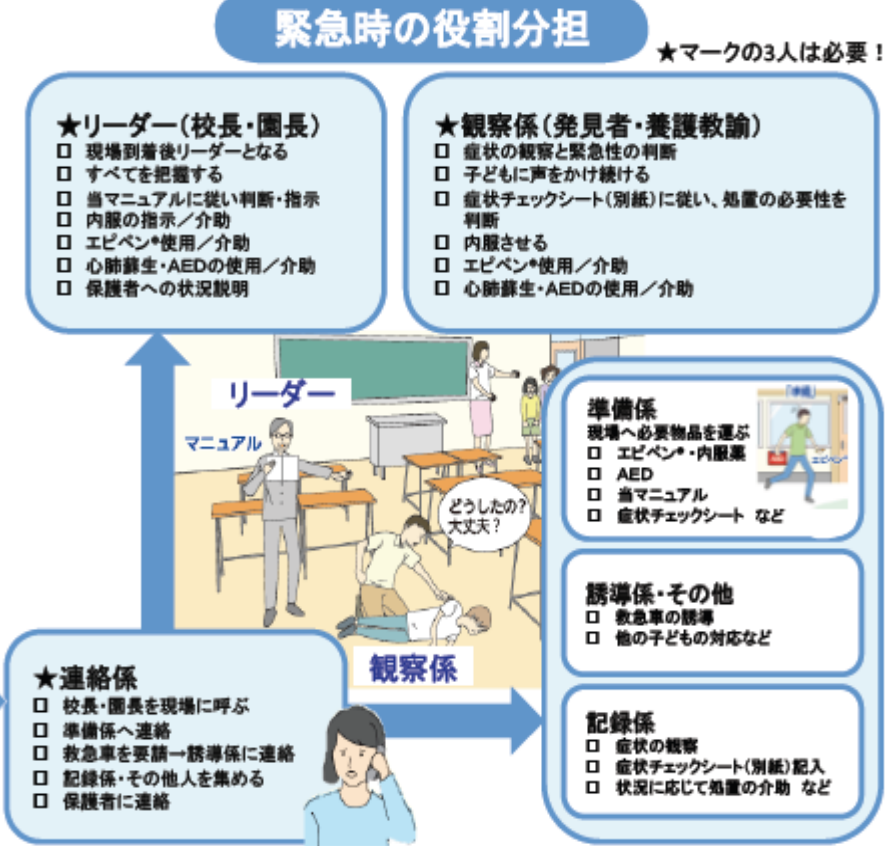 緊急時の役割分担
★マークの3人は必要！
★リーダー（校長・園長）
□ 現場到着後リーダーとなる
□ すべてを把握する
□ 当マニュアルに従い判断・指示
□ 内服の指示／介助
□ エピペン®使用／介助
□ 心肺蘇生・AEDの使用／介助
□ 保護者への状況説明
★観察係（発見者・養護教諭）
□ 症状の観察と緊急性の判断
□ 子どもに声をかけ続ける
□ 症状チェックシート（別紙）に従い、処置の必要性を
判断
□ 内服させる
□ エピペン®使用／介助
□ 心肺蘇生・AEDの使用／介助
リーダー
マニュアル
どうしたの？
大丈夫？
観察係
準備係
現場へ必要物品を運ぶ
□ エピペン®・内服薬
□ AED
□ 当マニュアル
□ 症状チェックシート など
「準備」
エピペン®
誘導係・その他
□ 救急車の誘導
□ 他の子どもの対応など
★連絡係
□ 校長・園長を現場に呼ぶ
□ 準備係へ連絡
□ 救急車を要請→誘導係に連絡
□ 記録係・その他人を集める
□ 保護者に連絡
記録係
□ 症状の観察
□ 症状チェックシート（別紙）記入
□ 状況に応じて処置の介助 など